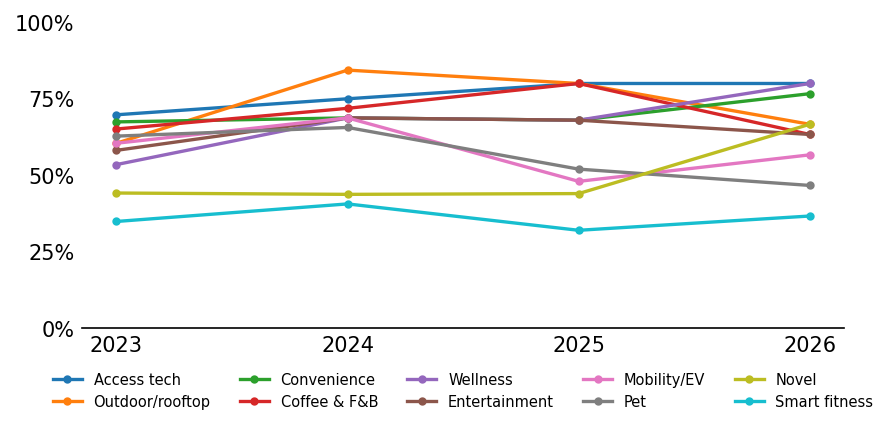 100%
75%
50%
25%
0%
2023 2024 2025 2026
Access tech Convenience Wellness Mobility/EV Novel
Outdoor/rooftop Coffee & F&B Entertainment Pet Smart fitness